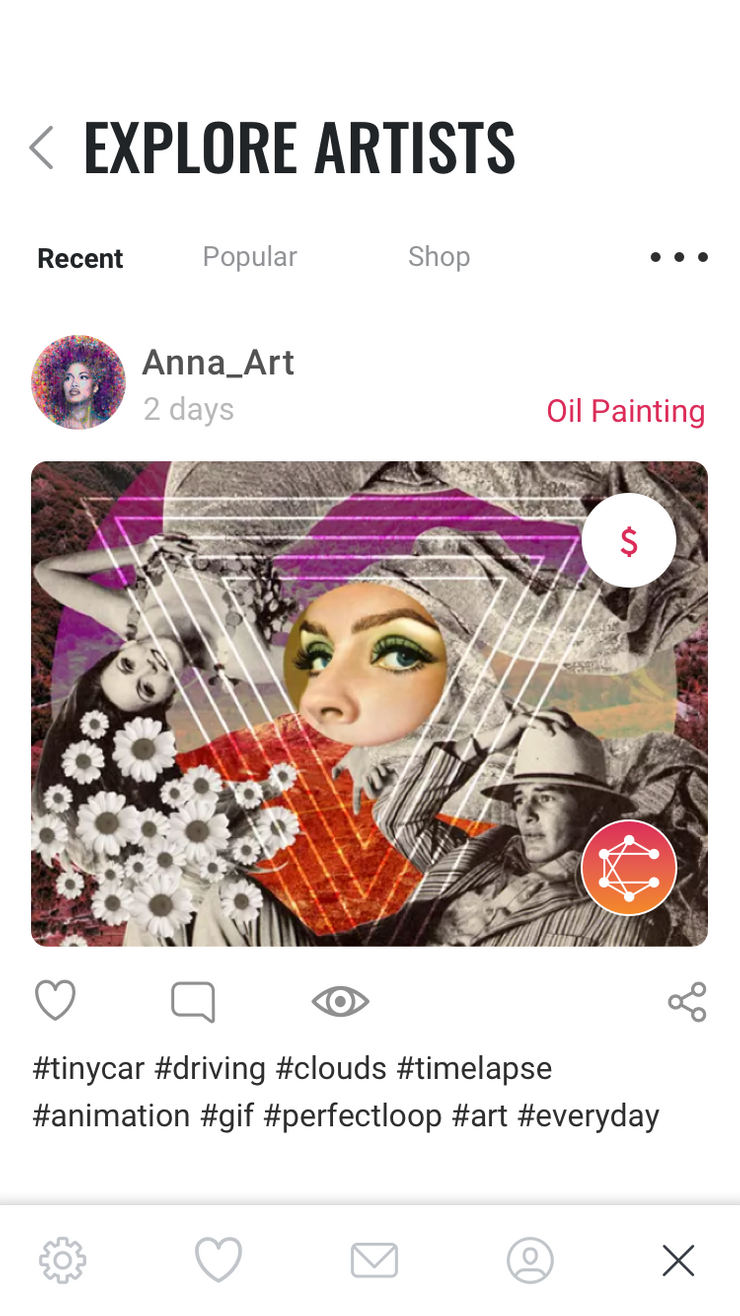 EXPLORE ARTISTS
Recent Popular Shop
Anna_Art
2 days
Oil Painting
$
#tinycar #driving #clouds #timelapse
#animation #gif #perfectloop #art #everyday